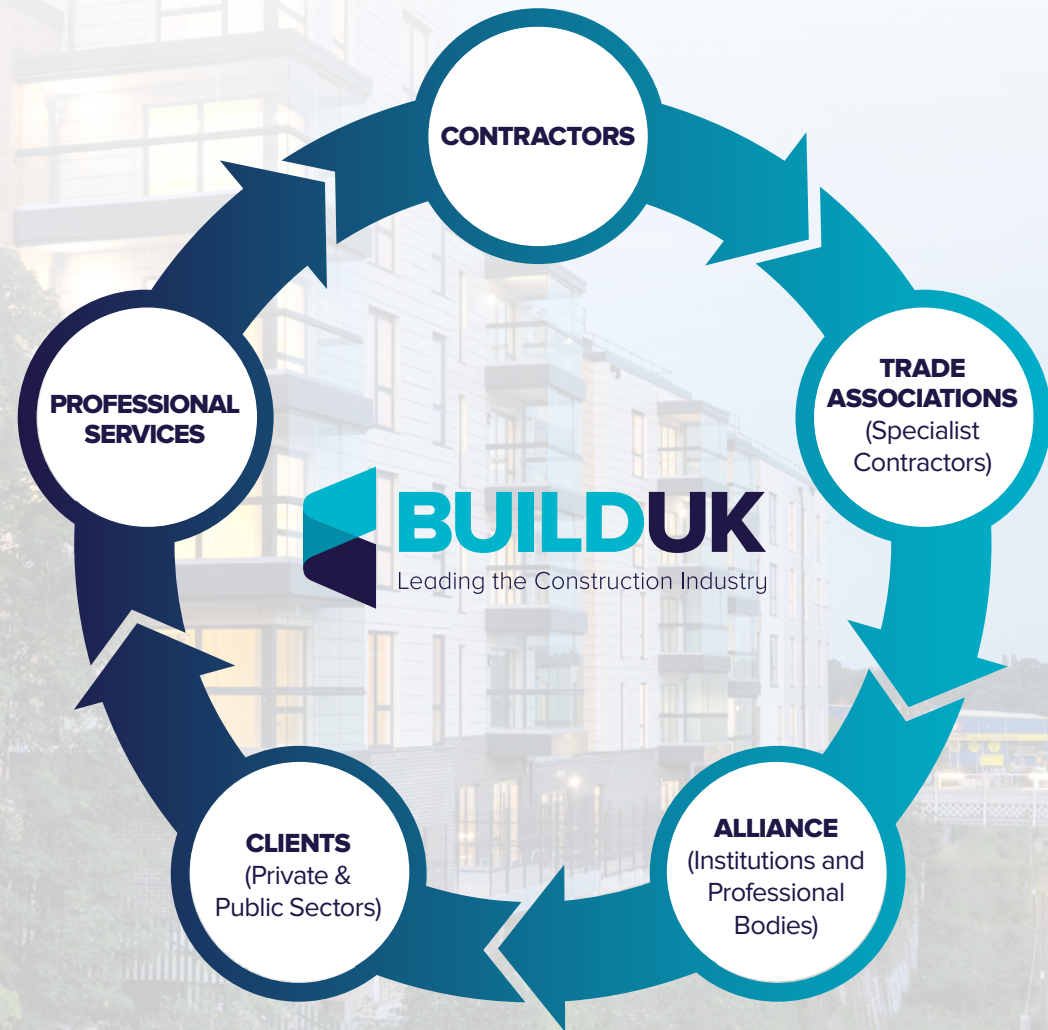 CONTRACTORS
TRADE
ASSOCIATIONS
(Specialist
Contractors)
ALLIANCE
(Institutions and
Professional
Bodies)
CLIENTS
(Private &
Public Sectors)
PROFESSIONAL
SERVICES
BUILDUK
Leading the Construction Industry